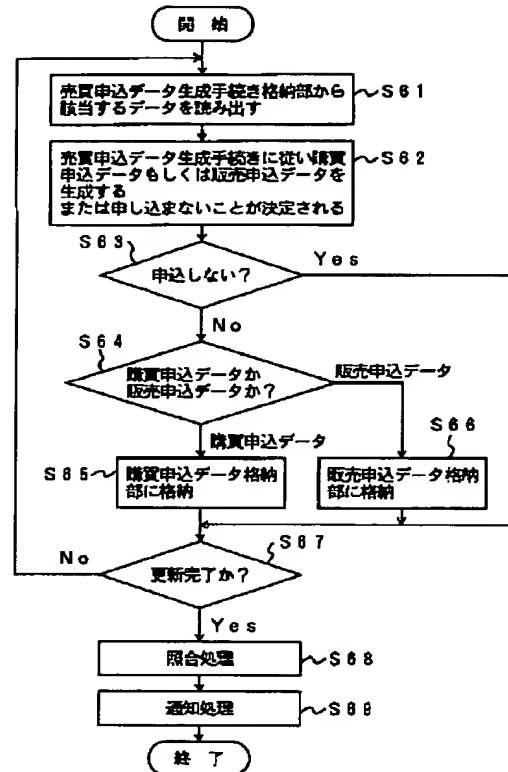 開 始
売買申込データ生成手続き格納部から
該当するデータを読み出す
S61
売買申込データ生成手続きに従い購買
申込データもしくは販売申込データを
生成する
または申し込まないことが決定される
S62
S63
申込しない?
Yes
No
S64
購買申込データか
販売申込データか?
販売申込データ
購買申込データ
S66
S65
購買申込データ格納
部に格納
販売申込データ格納
部に格納
S67
No
更新完了か?
Yes
照合処理
S68
通知処理
S69
終 了